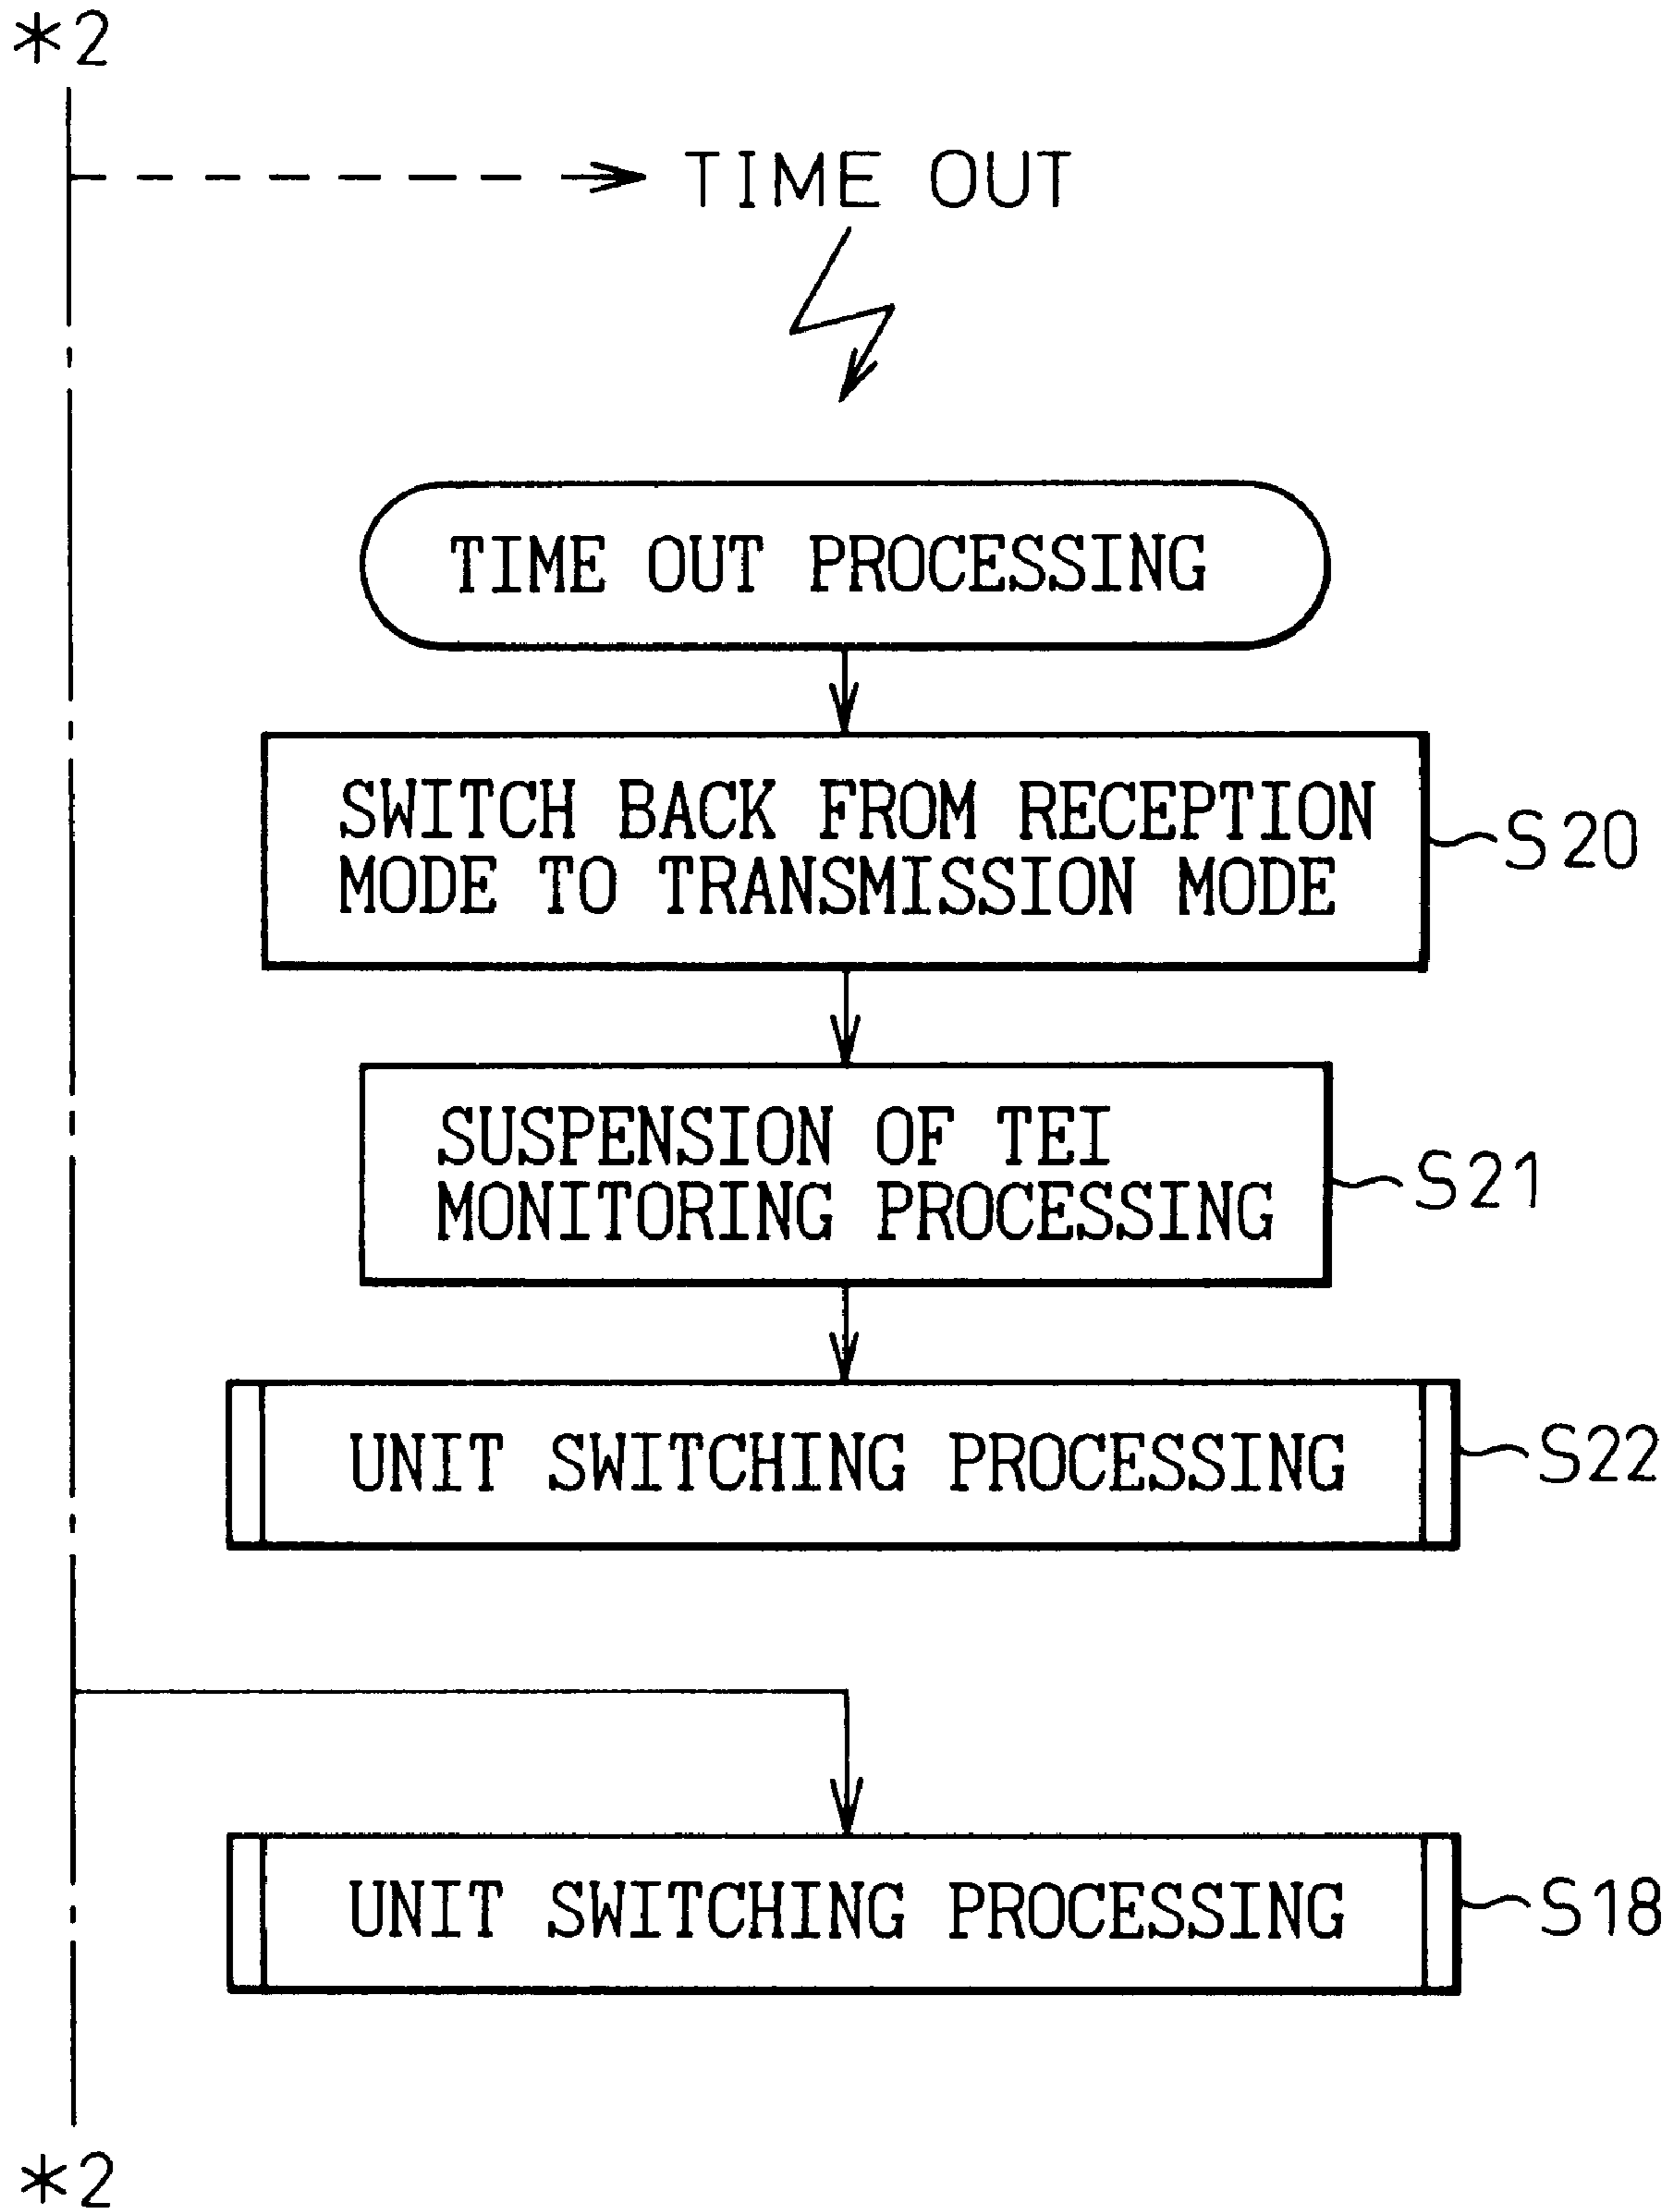 *2
TIME OUT
TIME OUT PROCESSING
SWITCH BACK FROM RECEPTION
MODE TO TRANSMISSION MODE
S20
SUSPENSION OF TEI
MONITORING PROCESSING
S21
UNIT SWITCHING PROCESSING
S22
UNIT SWITCHING PROCESSING
S18
*2